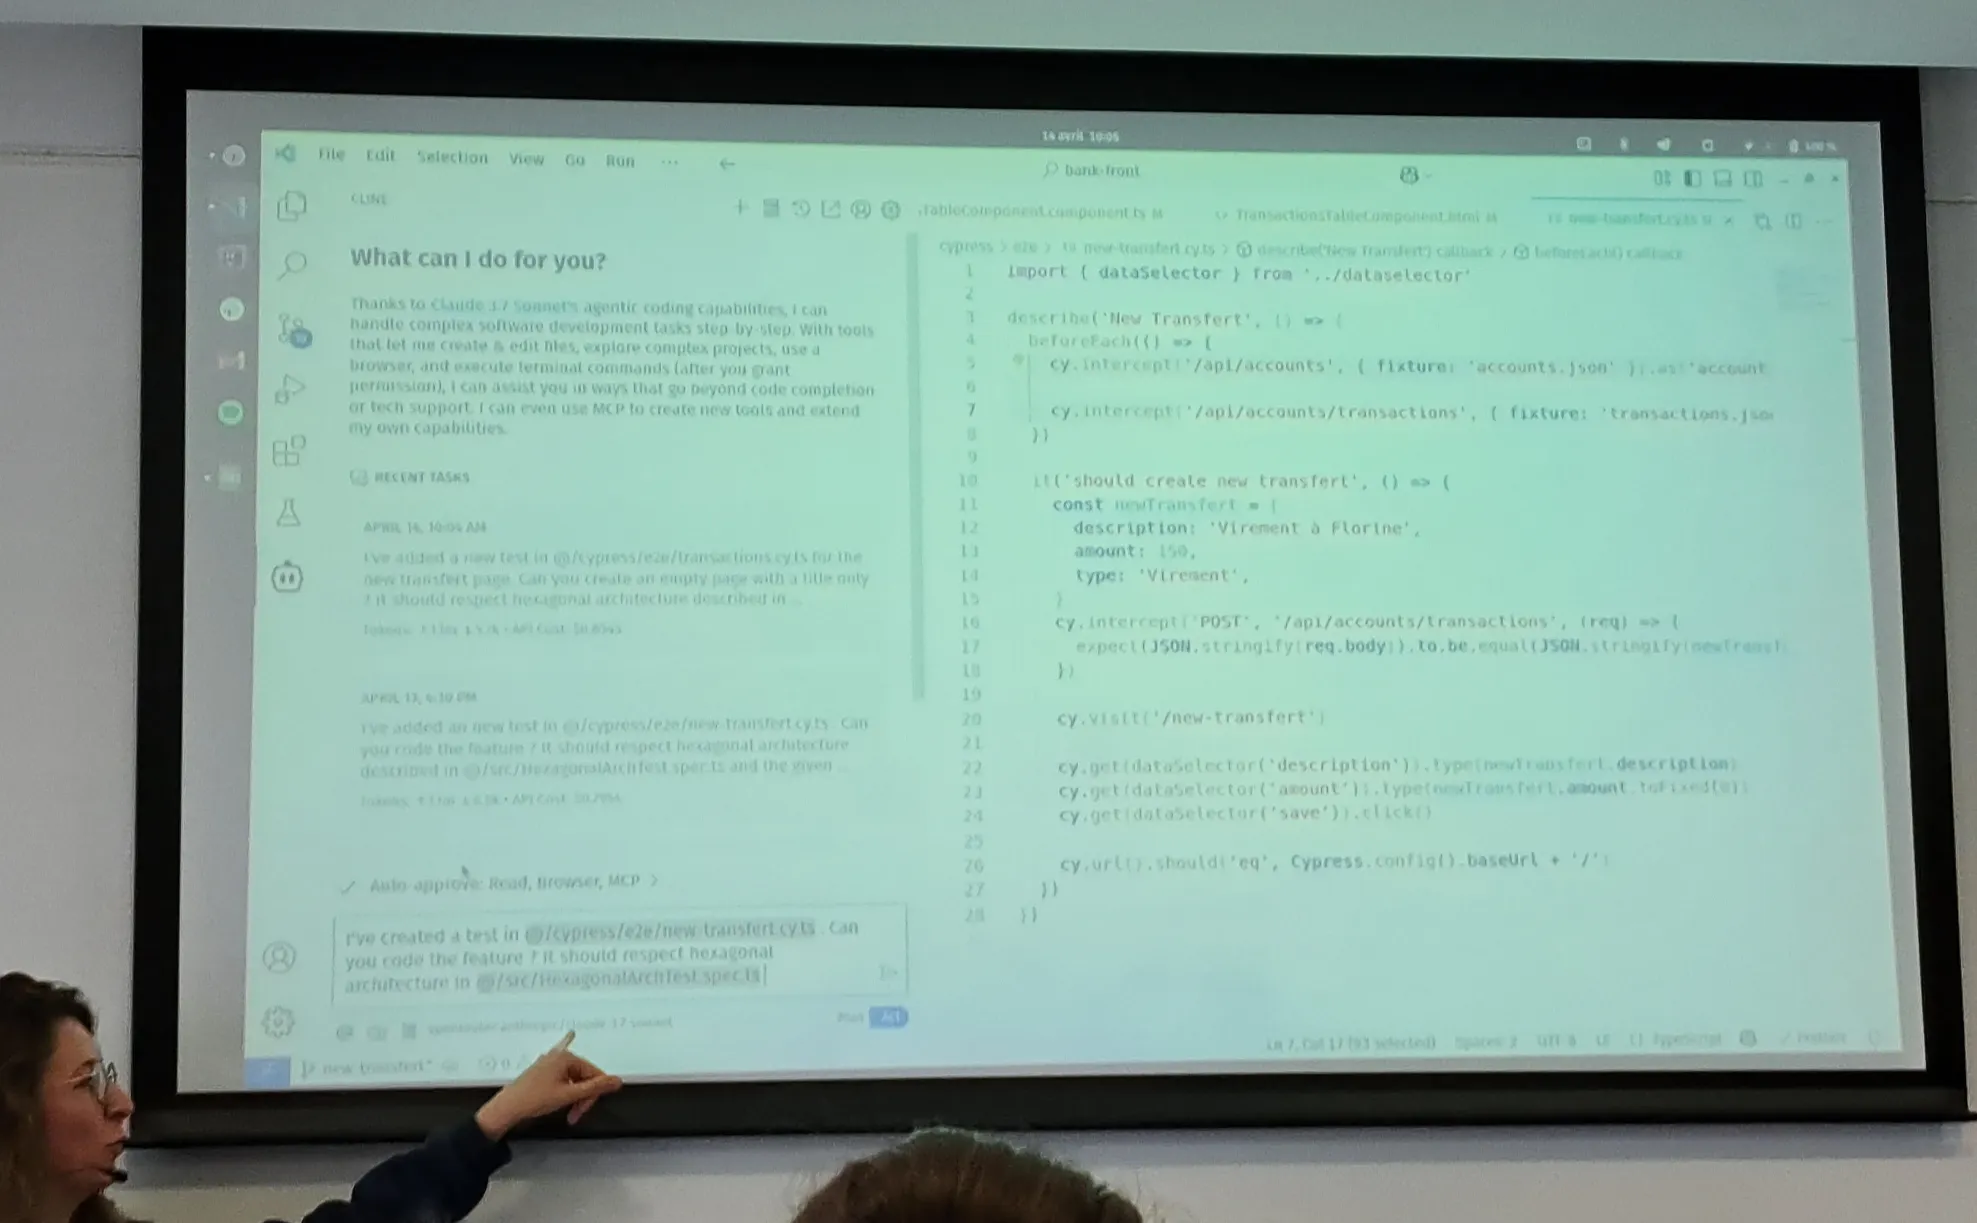 14 avril 10:05
File Edit Selection View Go Run ...
bank-front
CLINE
TableComponent.component.ts M
TransactionsTableComponent.html M
new-transfert.cy.ts
cypress > e2e > TS new-transfert.cy.ts > describe('New Transfert') callback > beforeEach() callback
What can I do for you?
Thanks to Claude 3.7 Sonnet's agentic coding capabilities, I can
handle complex software development tasks step-by-step. With tools
that let me create & edit files, explore complex projects, use a
browser, and execute terminal commands (after you grant
permission), I can assist you in ways that go beyond code completion
or tech support. I can even use MCP to create new tools and extend
my own capabilities.
RECENT TASKS
APRIL 14, 10:04 AM
I've added a new test in @/cypress/e2e/transactions.cy.ts for the
new transfert page. Can you create an empty page with a title only
? it should respect hexagonal architecture described in ...
Tokens: API Cost:
APRIL 13, 6:10 PM
I've added an new test in @/cypress/e2e/new-transfert.cy.ts . Can
you code the feature ? it should respect hexagonal architecture
described in @/src/HexagonalArchTest.spec.ts and the given ...
Tokens: API Cost:
Auto-approve: Read, Browser, MCP >
I've created a test in @/cypress/e2e/new-transfert.cy.ts . Can
you code the feature ? it should respect hexagonal
architecture in @/src/HexagonalArchTest.spec.ts
Plan Act
new-transfert*
1 import { dataSelector } from '../dataselector'
2
3 describe('New Transfert', () => {
4 beforeEach(() => {
5 cy.intercept('/api/accounts', { fixture: 'accounts.json' }).as('account
6
7 cy.intercept('/api/accounts/transactions', { fixture: 'transactions.jso
8 })
9
10 it('should create new transfert', () => {
11 const newTransfert = {
12 description: 'Virement à Florine',
13 amount: 150,
14 type: 'Virement',
15 }
16 cy.intercept('POST', '/api/accounts/transactions', (req) => {
17 expect(JSON.stringify(req.body)).to.be.equal(JSON.stringify(newTransf
18 })
19
20 cy.visit('/new-transfert')
21
22 cy.get(dataSelector('description')).type(newTransfert.description)
23 cy.get(dataSelector('amount')).type(newTransfert.amount.toFixed(0))
24 cy.get(dataSelector('save')).click()
25
26 cy.url().should('eq', Cypress.config().baseUrl + '/')
27 })
28 })
Ln 7, Col 17 (93 selected) Spaces: 2 UTF-8 LF {} TypeScript Prettier